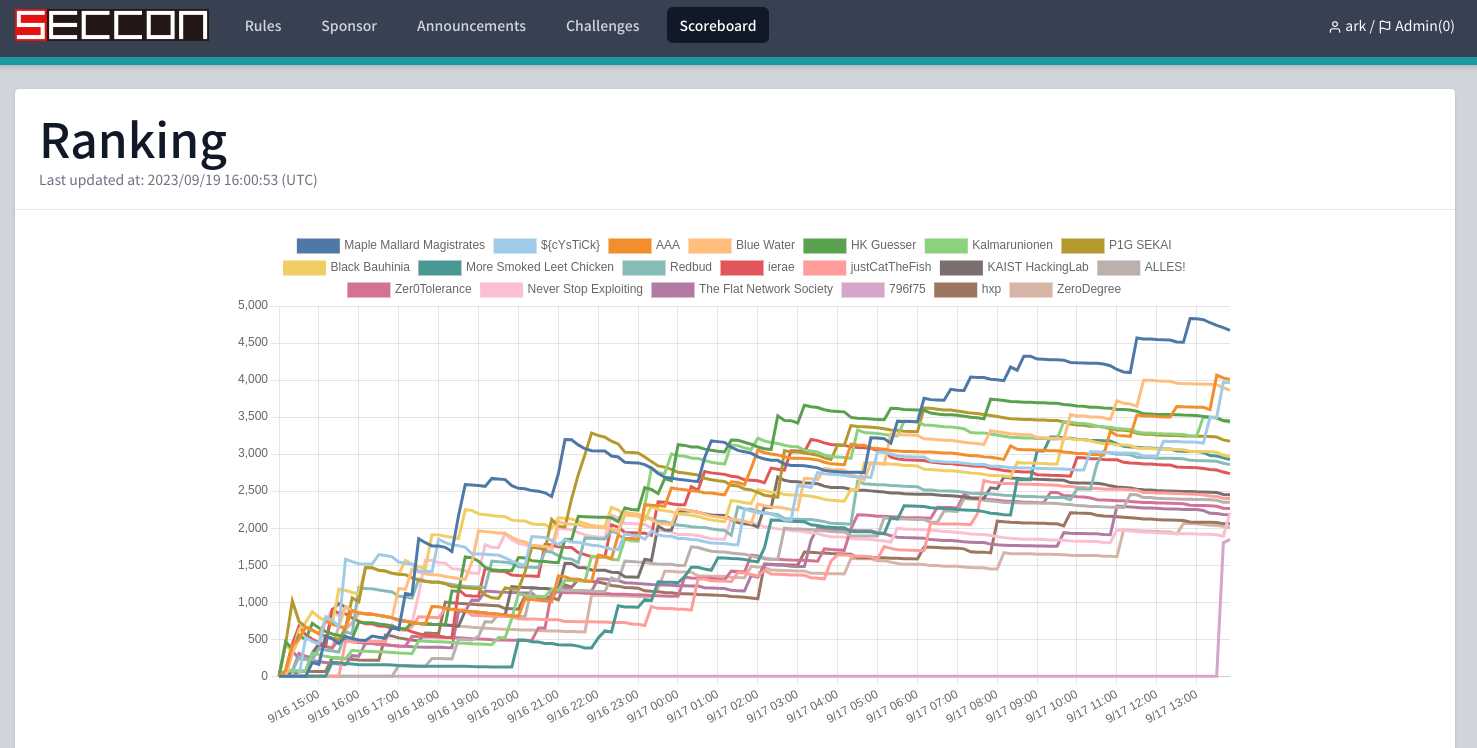 SECCON Rules Sponsor Announcements Challenges Scoreboard ark / Admin(0)
Ranking
Last updated at: 2023/09/19 16:00:53 (UTC)
Maple Mallard Magistrates ${cYsTiCk} AAA Blue Water HK Guesser Kalmarunionen P1G SEKAI
Black Bauhinia More Smoked Leet Chicken Redbud ierae justCatTheFish KAIST HackingLab ALLES!
Zer0Tolerance Never Stop Exploiting The Flat Network Society 796f75 hxp ZeroDegree
5,000
4,500
4,000
3,500
3,000
2,500
2,000
1,500
1,000
500
0
9/16 15:00 9/16 16:00 9/16 17:00 9/16 18:00 9/16 19:00 9/16 20:00 9/16 21:00 9/16 22:00 9/16 23:00 9/17 00:00 9/17 01:00 9/17 02:00 9/17 03:00 9/17 04:00 9/17 05:00 9/17 06:00 9/17 07:00 9/17 08:00 9/17 09:00 9/17 10:00 9/17 11:00 9/17 12:00 9/17 13:00